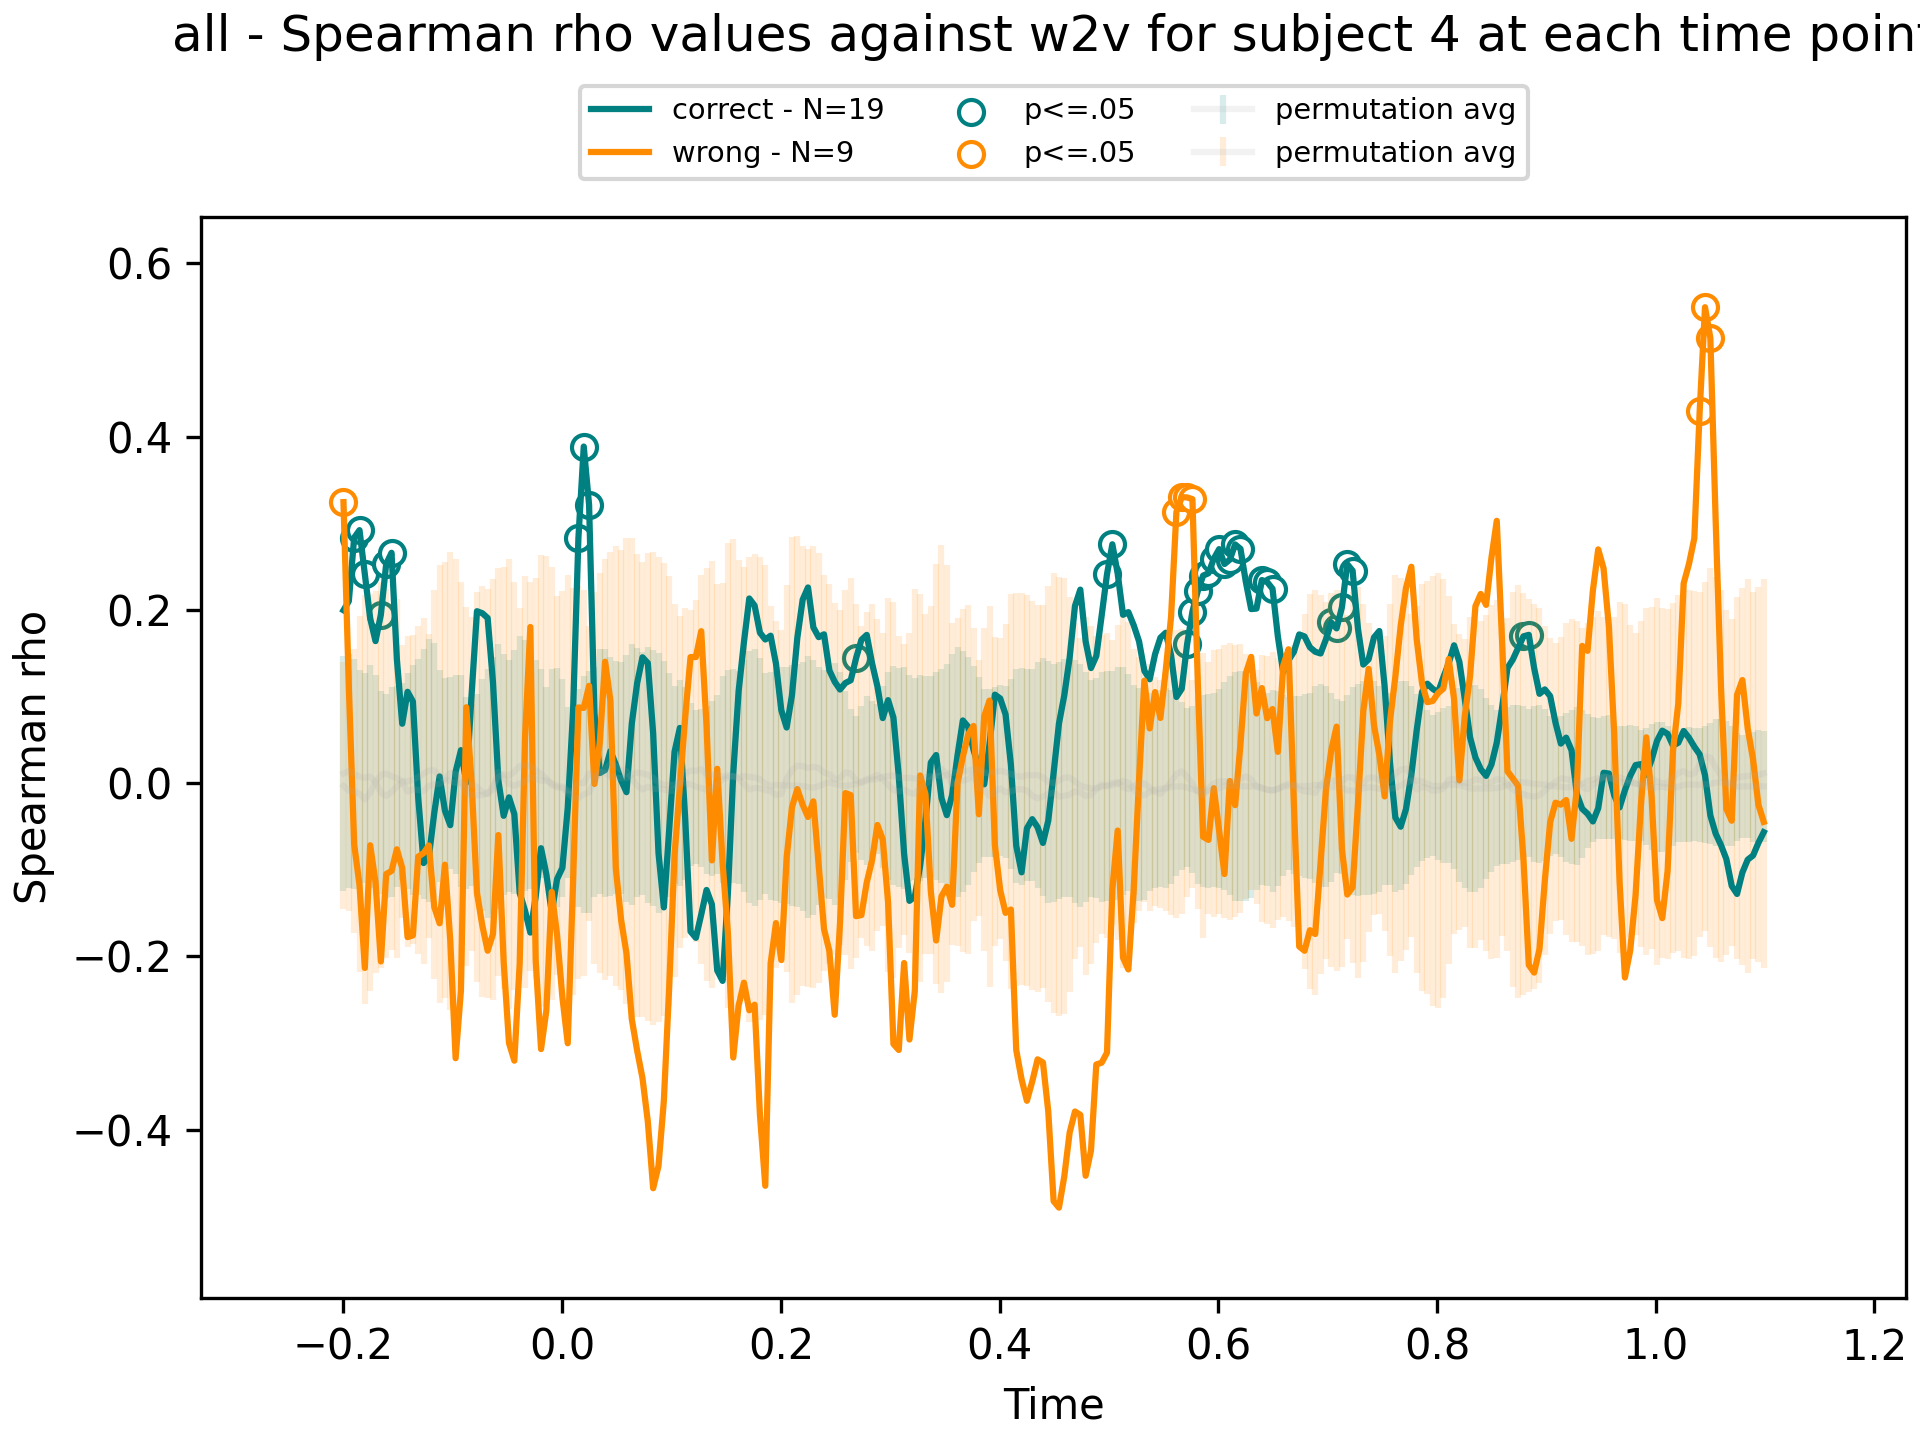 all - Spearman rho values against w2v for subject 4 at each time point
correct - N=19 p<=.05 permutation avg
wrong - N=9 p<=.05 permutation avg
Spearman rho
0.6
0.4
0.2
0.0
−0.2
−0.4
−0.2 0.0 0.2 0.4 0.6 0.8 1.0 1.2
Time